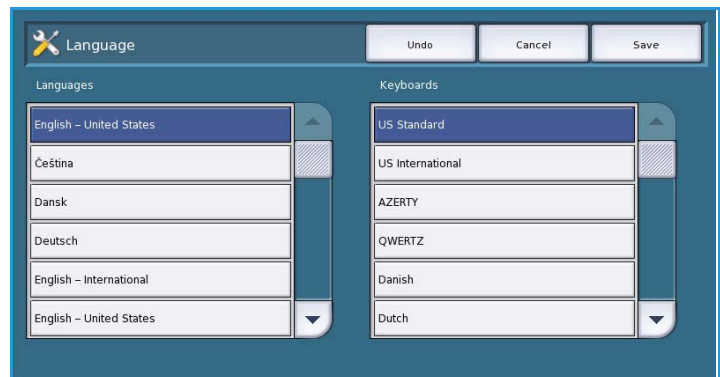 Language
Undo
Cancel
Save
Languages
Keyboards
English – United States
Čeština
Dansk
Deutsch
English – International
English – United States
US Standard
US International
AZERTY
QWERTZ
Danish
Dutch